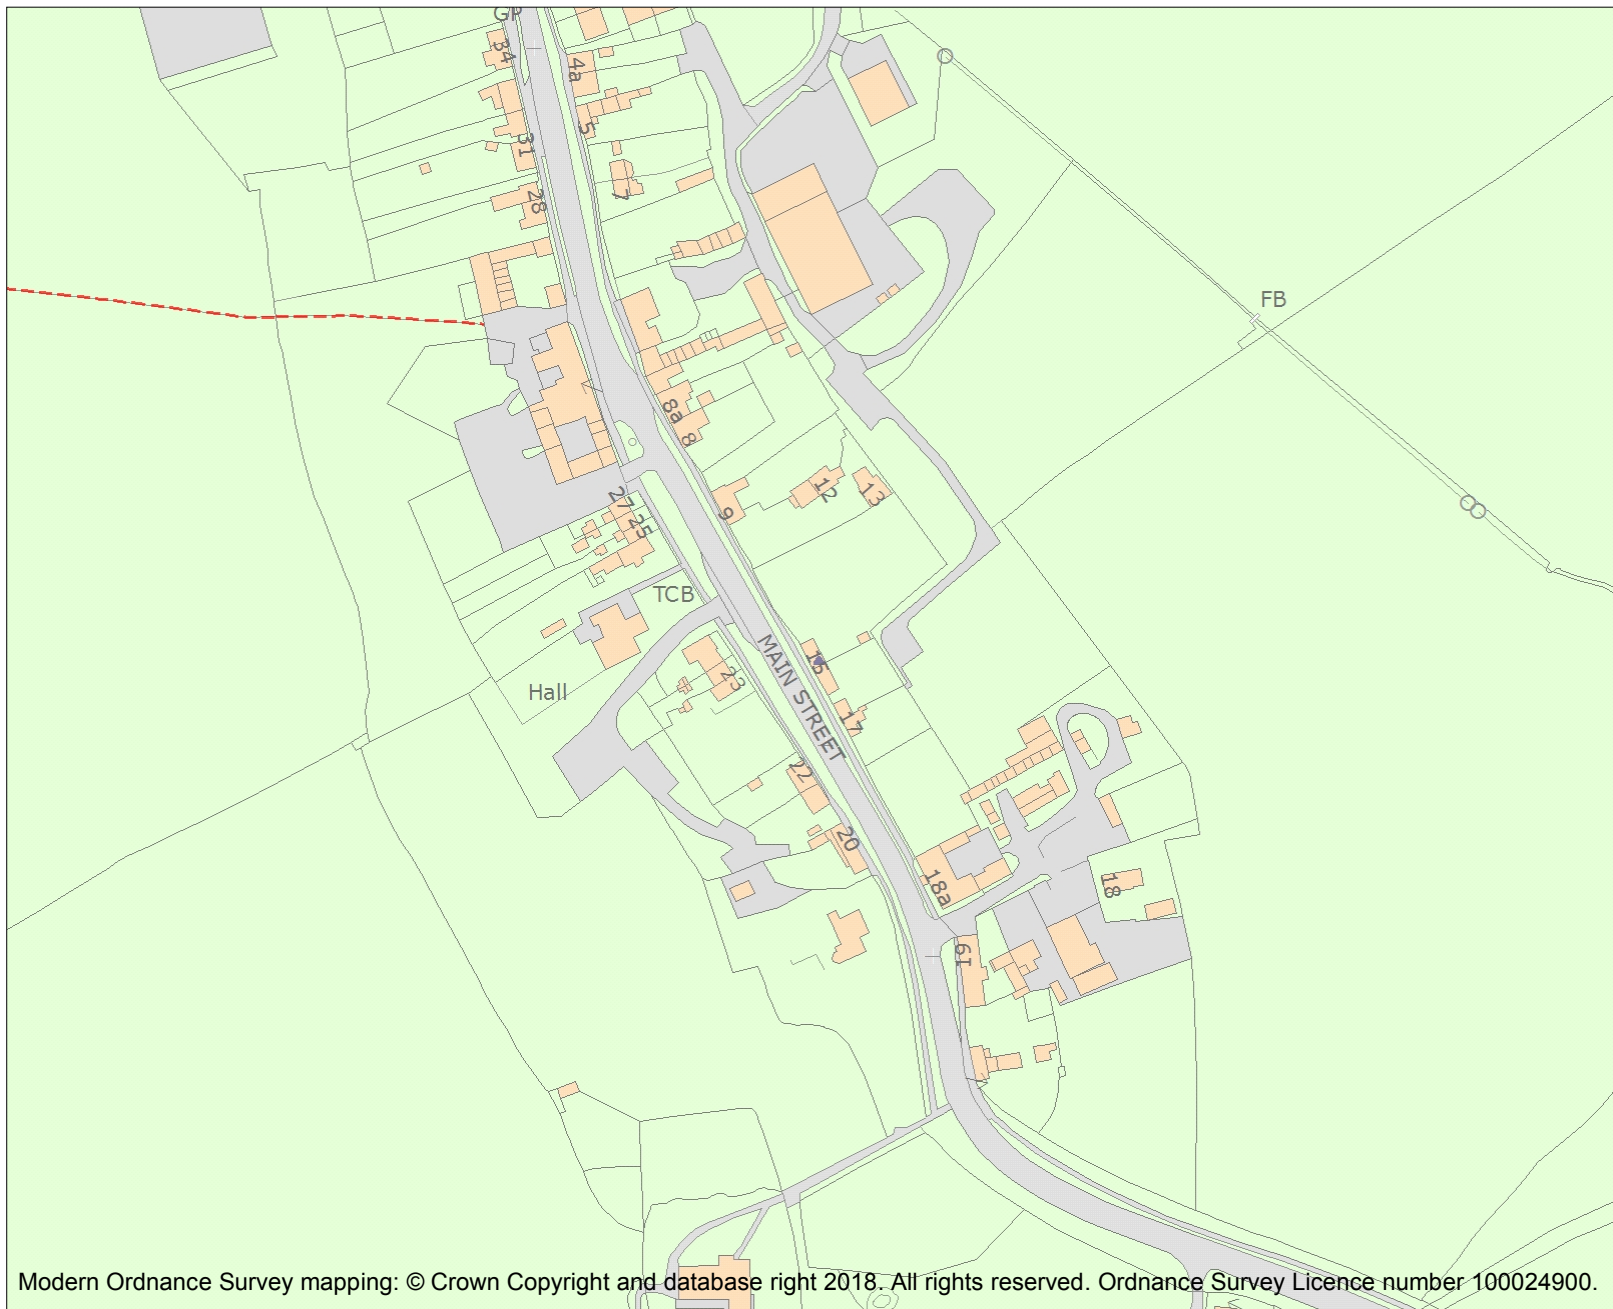 GP
34
4a
31
5
28
7
FB
8a
8
27
25
9
12
13
TCB
MAIN STREET
15
Hall
23
17
22
20
18a
18
19
Modern Ordnance Survey mapping: © Crown Copyright and database right 2018. All rights reserved. Ordnance Survey Licence number 100024900.